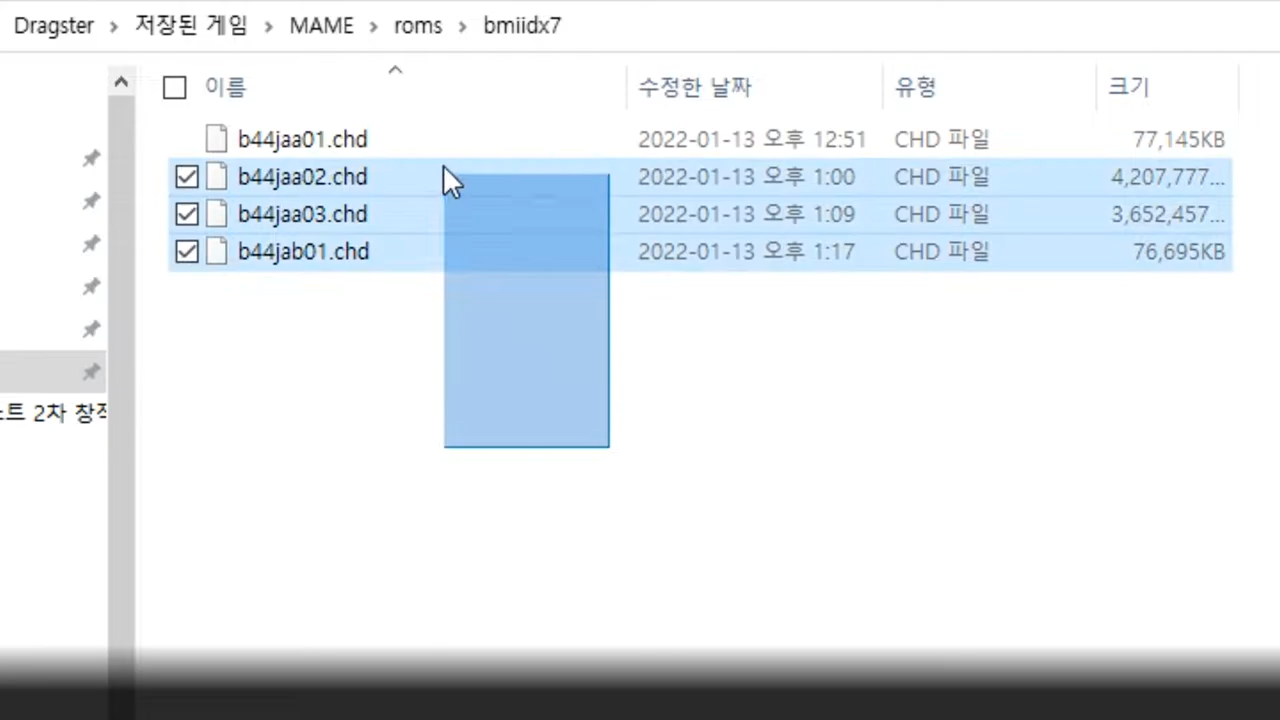 Dragster > 저장된 게임 > MAME > roms > bmiidx7
이름 수정한 날짜 유형 크기
b44jaa01.chd 2022-01-13 오후 12:51 CHD 파일 77,145KB
b44jaa02.chd 2022-01-13 오후 1:00 CHD 파일 4,207,777...
b44jaa03.chd 2022-01-13 오후 1:09 CHD 파일 3,652,457...
b44jab01.chd 2022-01-13 오후 1:17 CHD 파일 76,695KB
2차